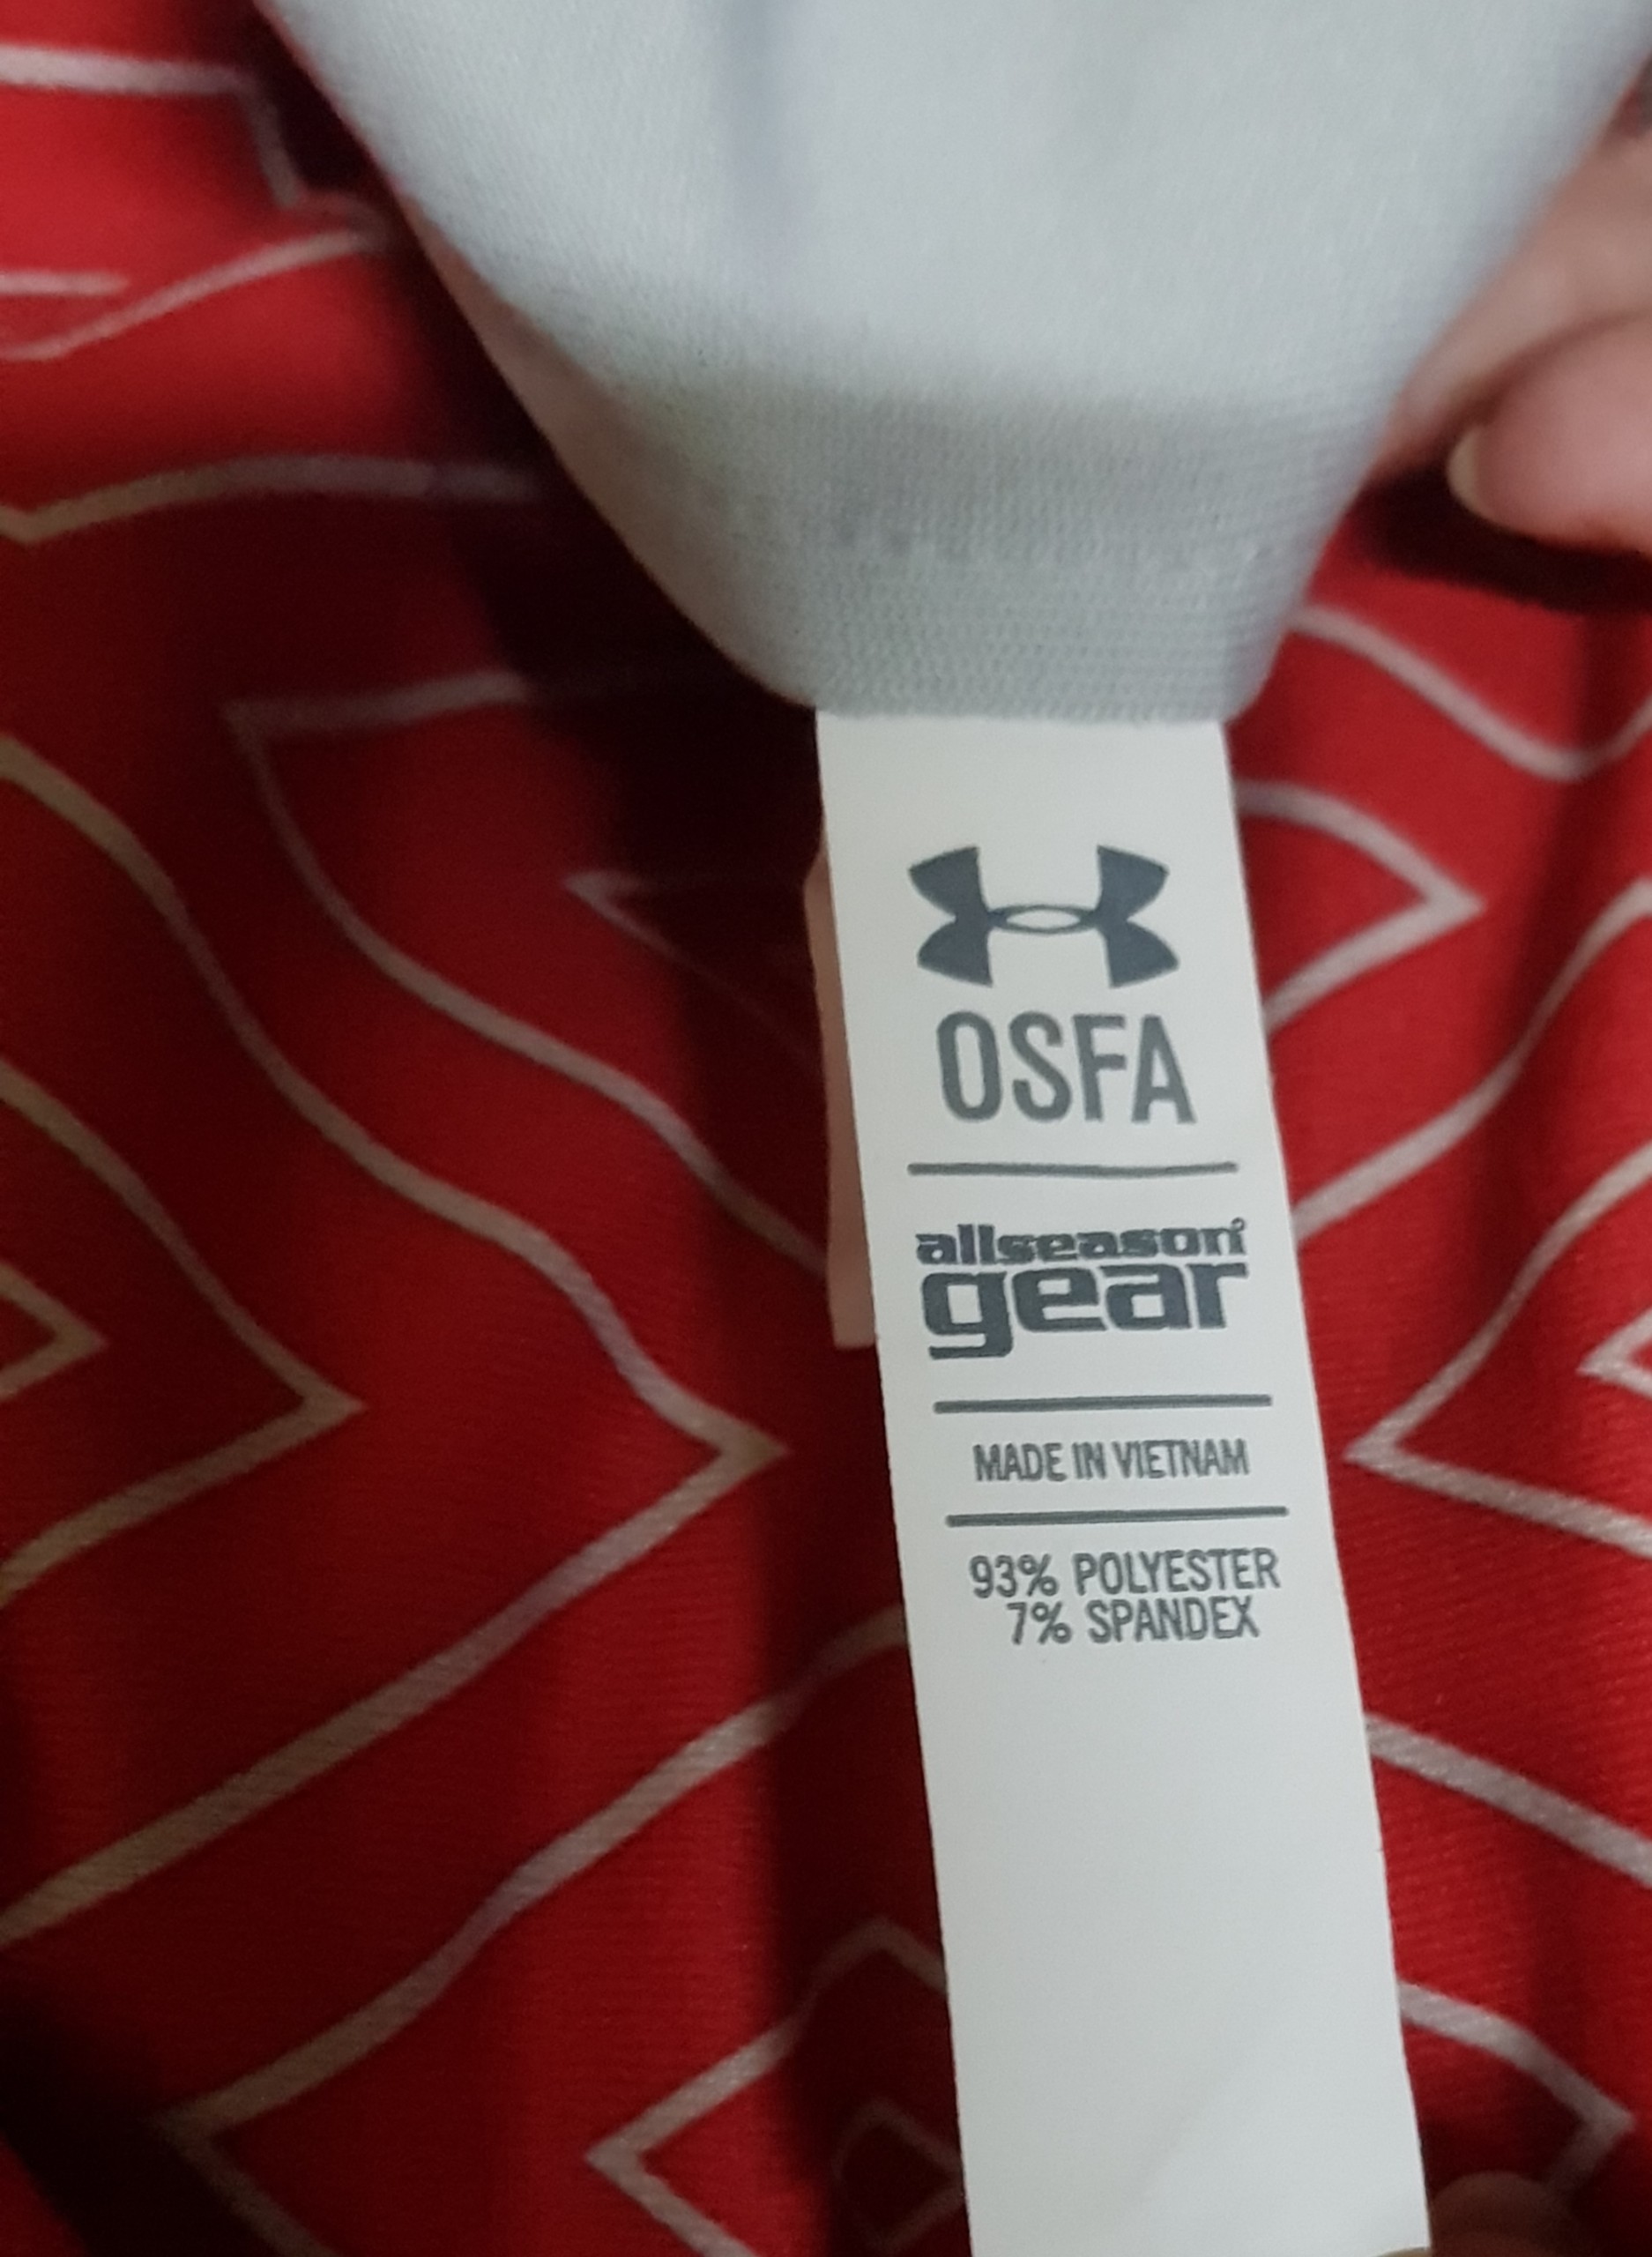 OSFA
allseason
gear
MADE IN VIETNAM
93% POLYESTER
7% SPANDEX